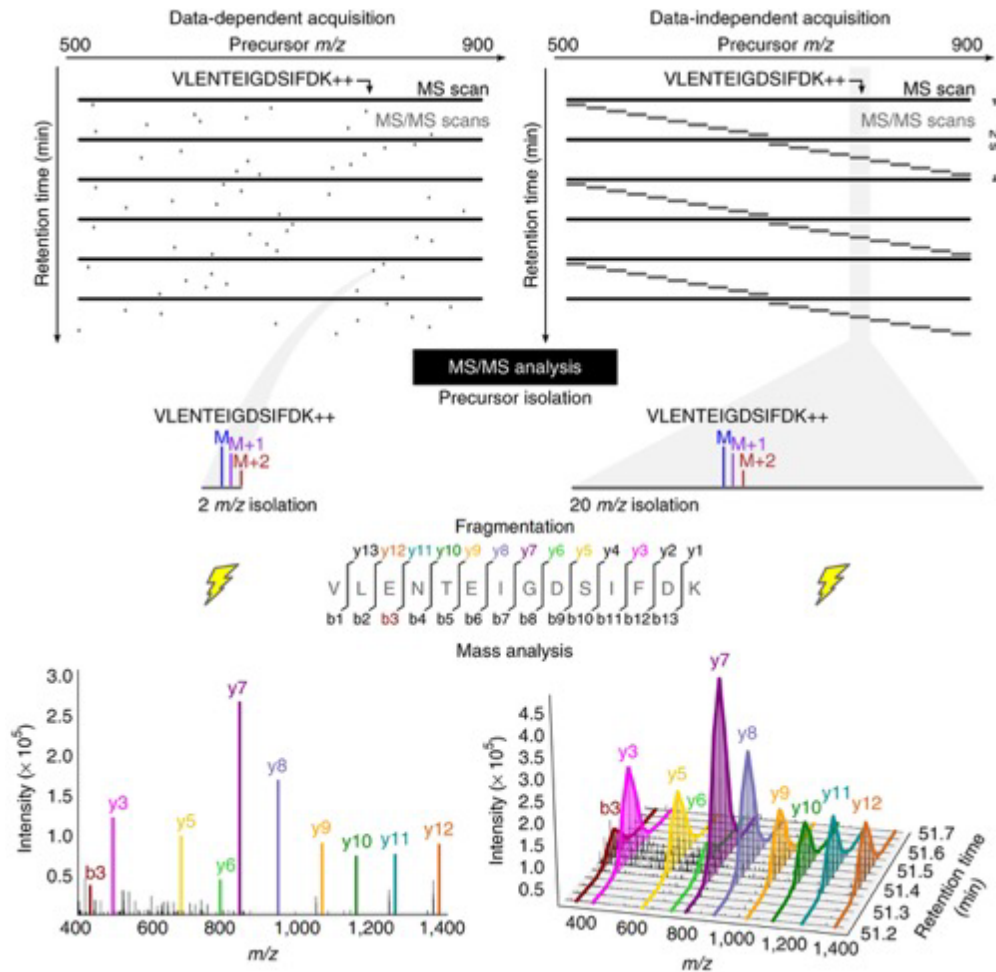 Data-dependent acquisition
Data-independent acquisition
500 Precursor m/z 900
500 Precursor m/z 900
VLENTEIGDSIFDK++
MS scan
MS/MS scans
Retention time (min)
VLENTEIGDSIFDK++
MS scan
MS/MS scans
Retention time (min)
MS/MS analysis
Precursor isolation
VLENTEIGDSIFDK++
M
M+1
M+2
2 m/z isolation
VLENTEIGDSIFDK++
M
M+1
M+2
20 m/z isolation
Fragmentation
y13 y12 y11 y10 y9 y8 y7 y6 y5 y4 y3 y2 y1
V L E N T E I G D S I F D K
b1 b2 b3 b4 b5 b6 b7 b8 b9 b10 b11 b12 b13
Mass analysis
Intensity (× 10⁵)
3.0
2.5
2.0
1.5
1.0
0.5
b3 y3 y5 y6 y7 y8 y9 y10 y11 y12
400 600 800 1,000 1,200 1,400
m/z
Intensity (× 10⁵)
4.5
4.0
3.5
3.0
2.5
2.0
1.5
1.0
0.5
b3 y3 y5 y6 y7 y8 y9 y10 y11 y12
400 600 800 1,000 1,200 1,400
m/z
51.7
51.6
51.5
51.4
51.3
51.2
Retention time
(min)